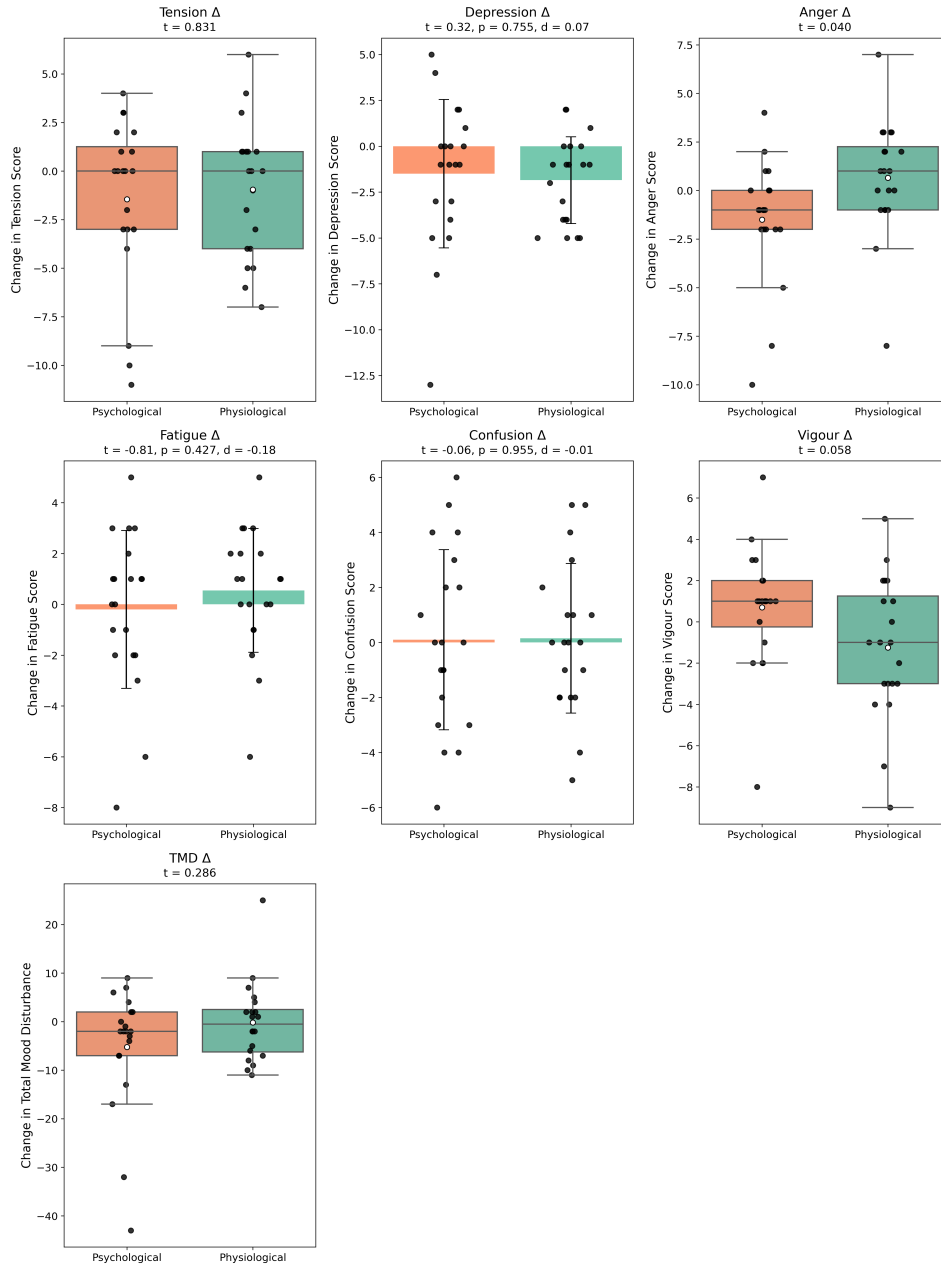 Tension Δ
t = 0.831
Change in Tension Score
5.0
2.5
0.0
−2.5
−5.0
−7.5
−10.0
Psychological
Physiological
Depression Δ
t = 0.32, p = 0.755, d = 0.07
Change in Depression Score
5.0
2.5
0.0
−2.5
−5.0
−7.5
−10.0
−12.5
Psychological
Physiological
Anger Δ
t = 0.040
Change in Anger Score
7.5
5.0
2.5
0.0
−2.5
−5.0
−7.5
−10.0
Psychological
Physiological
Fatigue Δ
t = -0.81, p = 0.427, d = -0.18
Change in Fatigue Score
4
2
0
−2
−4
−6
−8
Psychological
Physiological
Confusion Δ
t = -0.06, p = 0.955, d = -0.01
Change in Confusion Score
6
4
2
0
−2
−4
−6
Psychological
Physiological
Vigour Δ
t = 0.058
Change in Vigour Score
6
4
2
0
−2
−4
−6
−8
Psychological
Physiological
TMD Δ
t = 0.286
Change in Total Mood Disturbance
20
10
0
−10
−20
−30
−40
Psychological
Physiological